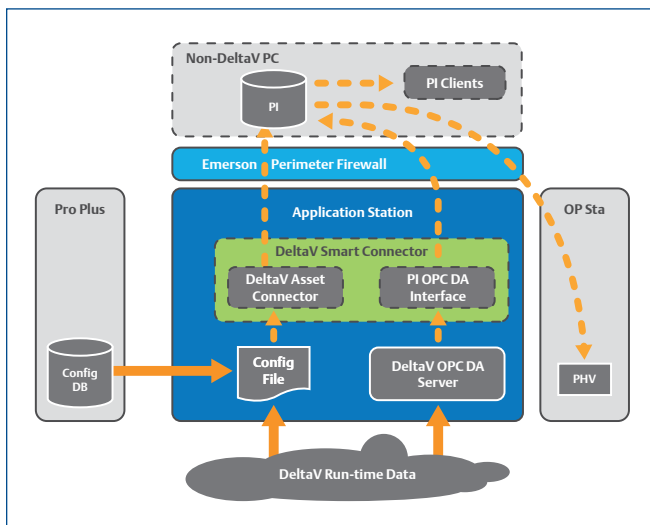 Non-DeltaV PC
PI
PI Clients
Emerson Perimeter Firewall
Pro Plus
Application Station
OP Sta
DeltaV Smart Connector
DeltaV Asset
Connector
PI OPC DA
Interface
Config
DB
Config
File
DeltaV OPC DA
Server
PHV
DeltaV Run-time Data